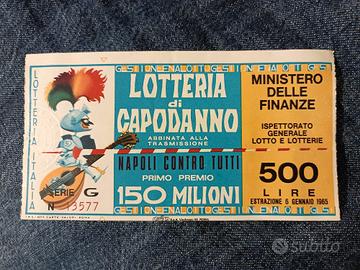 LOTTERIA ITALIA
LOTTERIA
di
CAPODANNO
ABBINATA ALLA
TRASMISSIONE
NAPOLI CONTRO TUTTI
PRIMO PREMIO
150 MILIONI
SERIE G
N 13577
MINISTERO
DELLE
FINANZE
ISPETTORATO
GENERALE
LOTTO E LOTTERIE
500
LIRE
ESTRAZIONE 6 GENNAIO 1965
subito